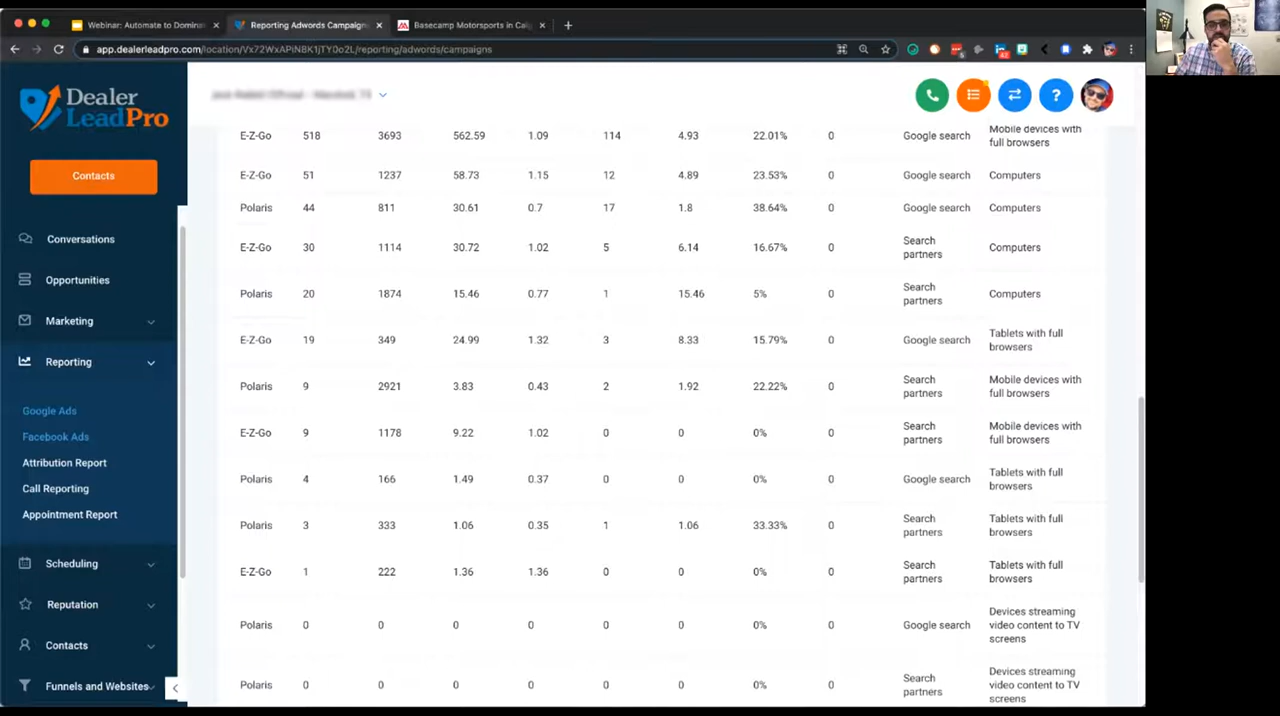 Webinar: Automate to Domina
Reporting Adwords Campaigns
Basecamp Motorsports in Calg
app.dealerleadpro.com/location/Vx72WxAPiN8K1jTY0o2L/reporting/adwords/campaigns
Dealer
LeadPro
Contacts
Conversations
Opportunities
Marketing
Reporting
Google Ads
Facebook Ads
Attribution Report
Call Reporting
Appointment Report
Scheduling
Reputation
Contacts
Funnels and Websites
E-Z-Go 518 3693 562.59 1.09 114 4.93 22.01% 0 Google search Mobile devices with
full browsers
E-Z-Go 51 1237 58.73 1.15 12 4.89 23.53% 0 Google search Computers
Polaris 44 811 30.61 0.7 17 1.8 38.64% 0 Google search Computers
E-Z-Go 30 1114 30.72 1.02 5 6.14 16.67% 0 Search Computers
partners
Polaris 20 1874 15.46 0.77 1 15.46 5% 0 Search Computers
partners
E-Z-Go 19 349 24.99 1.32 3 8.33 15.79% 0 Google search Tablets with full
browsers
Polaris 9 2921 3.83 0.43 2 1.92 22.22% 0 Search Mobile devices with
partners full browsers
E-Z-Go 9 1178 9.22 1.02 0 0 0% 0 Search Mobile devices with
partners full browsers
Polaris 4 166 1.49 0.37 0 0 0% 0 Google search Tablets with full
browsers
Polaris 3 333 1.06 0.35 1 1.06 33.33% 0 Search Tablets with full
partners browsers
E-Z-Go 1 222 1.36 1.36 0 0 0% 0 Search Tablets with full
partners browsers
Polaris 0 0 0 0 0 0 0% 0 Google search Devices streaming
video content to TV
screens
Polaris 0 0 0 0 0 0 0% 0 Search Devices streaming
partners video content to TV
screens